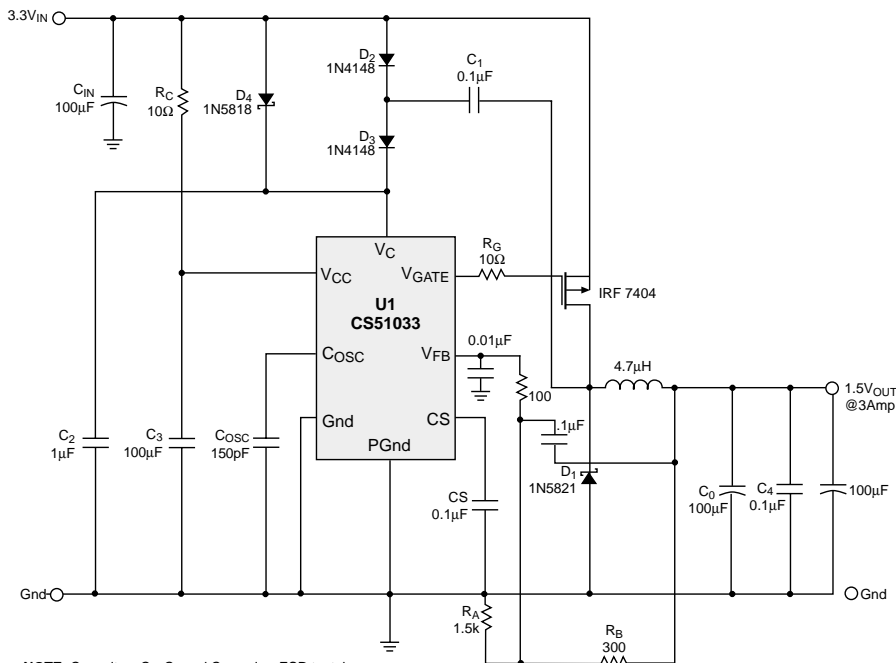 3.3VIN
CIN
100µF
RC
10Ω
D4
1N5818
D2
1N4148
D3
1N4148
C1
0.1µF
VC
VCC
VGATE
U1
CS51033
COSC
VFB
Gnd
CS
PGnd
RG
10Ω
IRF 7404
0.01µF
100
4.7µH
1.5VOUT
@3Amp
.1µF
D1
1N5821
C2
1µF
C3
100µF
COSC
150pF
CS
0.1µF
C0
100µF
C4
0.1µF
100µF
Gnd
Gnd
RA
1.5k
RB
300